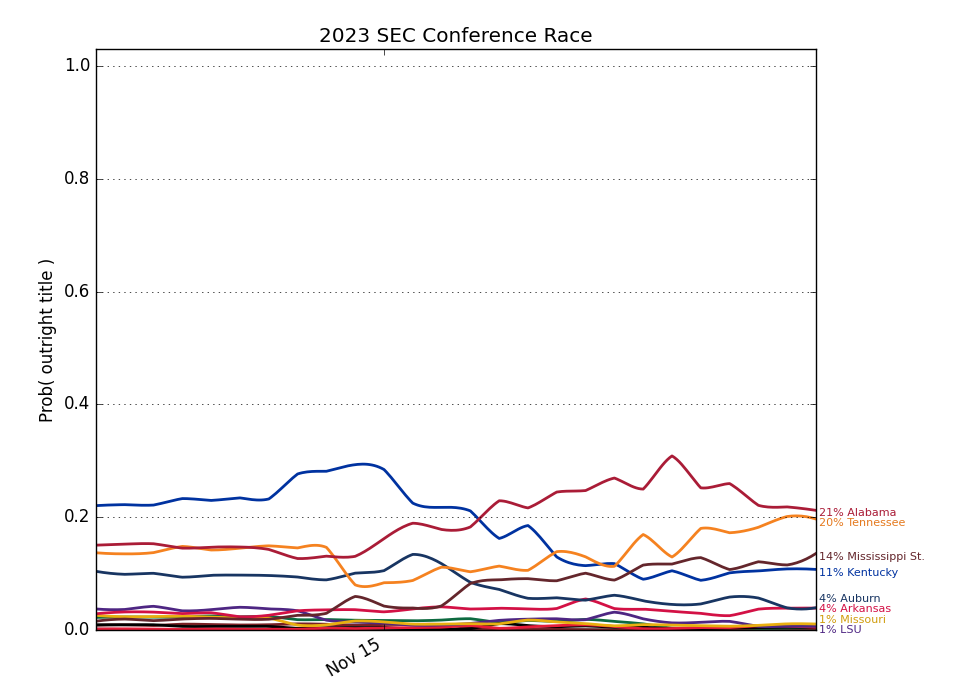 2023 SEC Conference Race
Prob( outright title )
1.0
0.8
0.6
0.4
0.2
0.0
Nov 15
21% Alabama
20% Tennessee
14% Mississippi St.
11% Kentucky
4% Auburn
4% Arkansas
1% Missouri
1% LSU